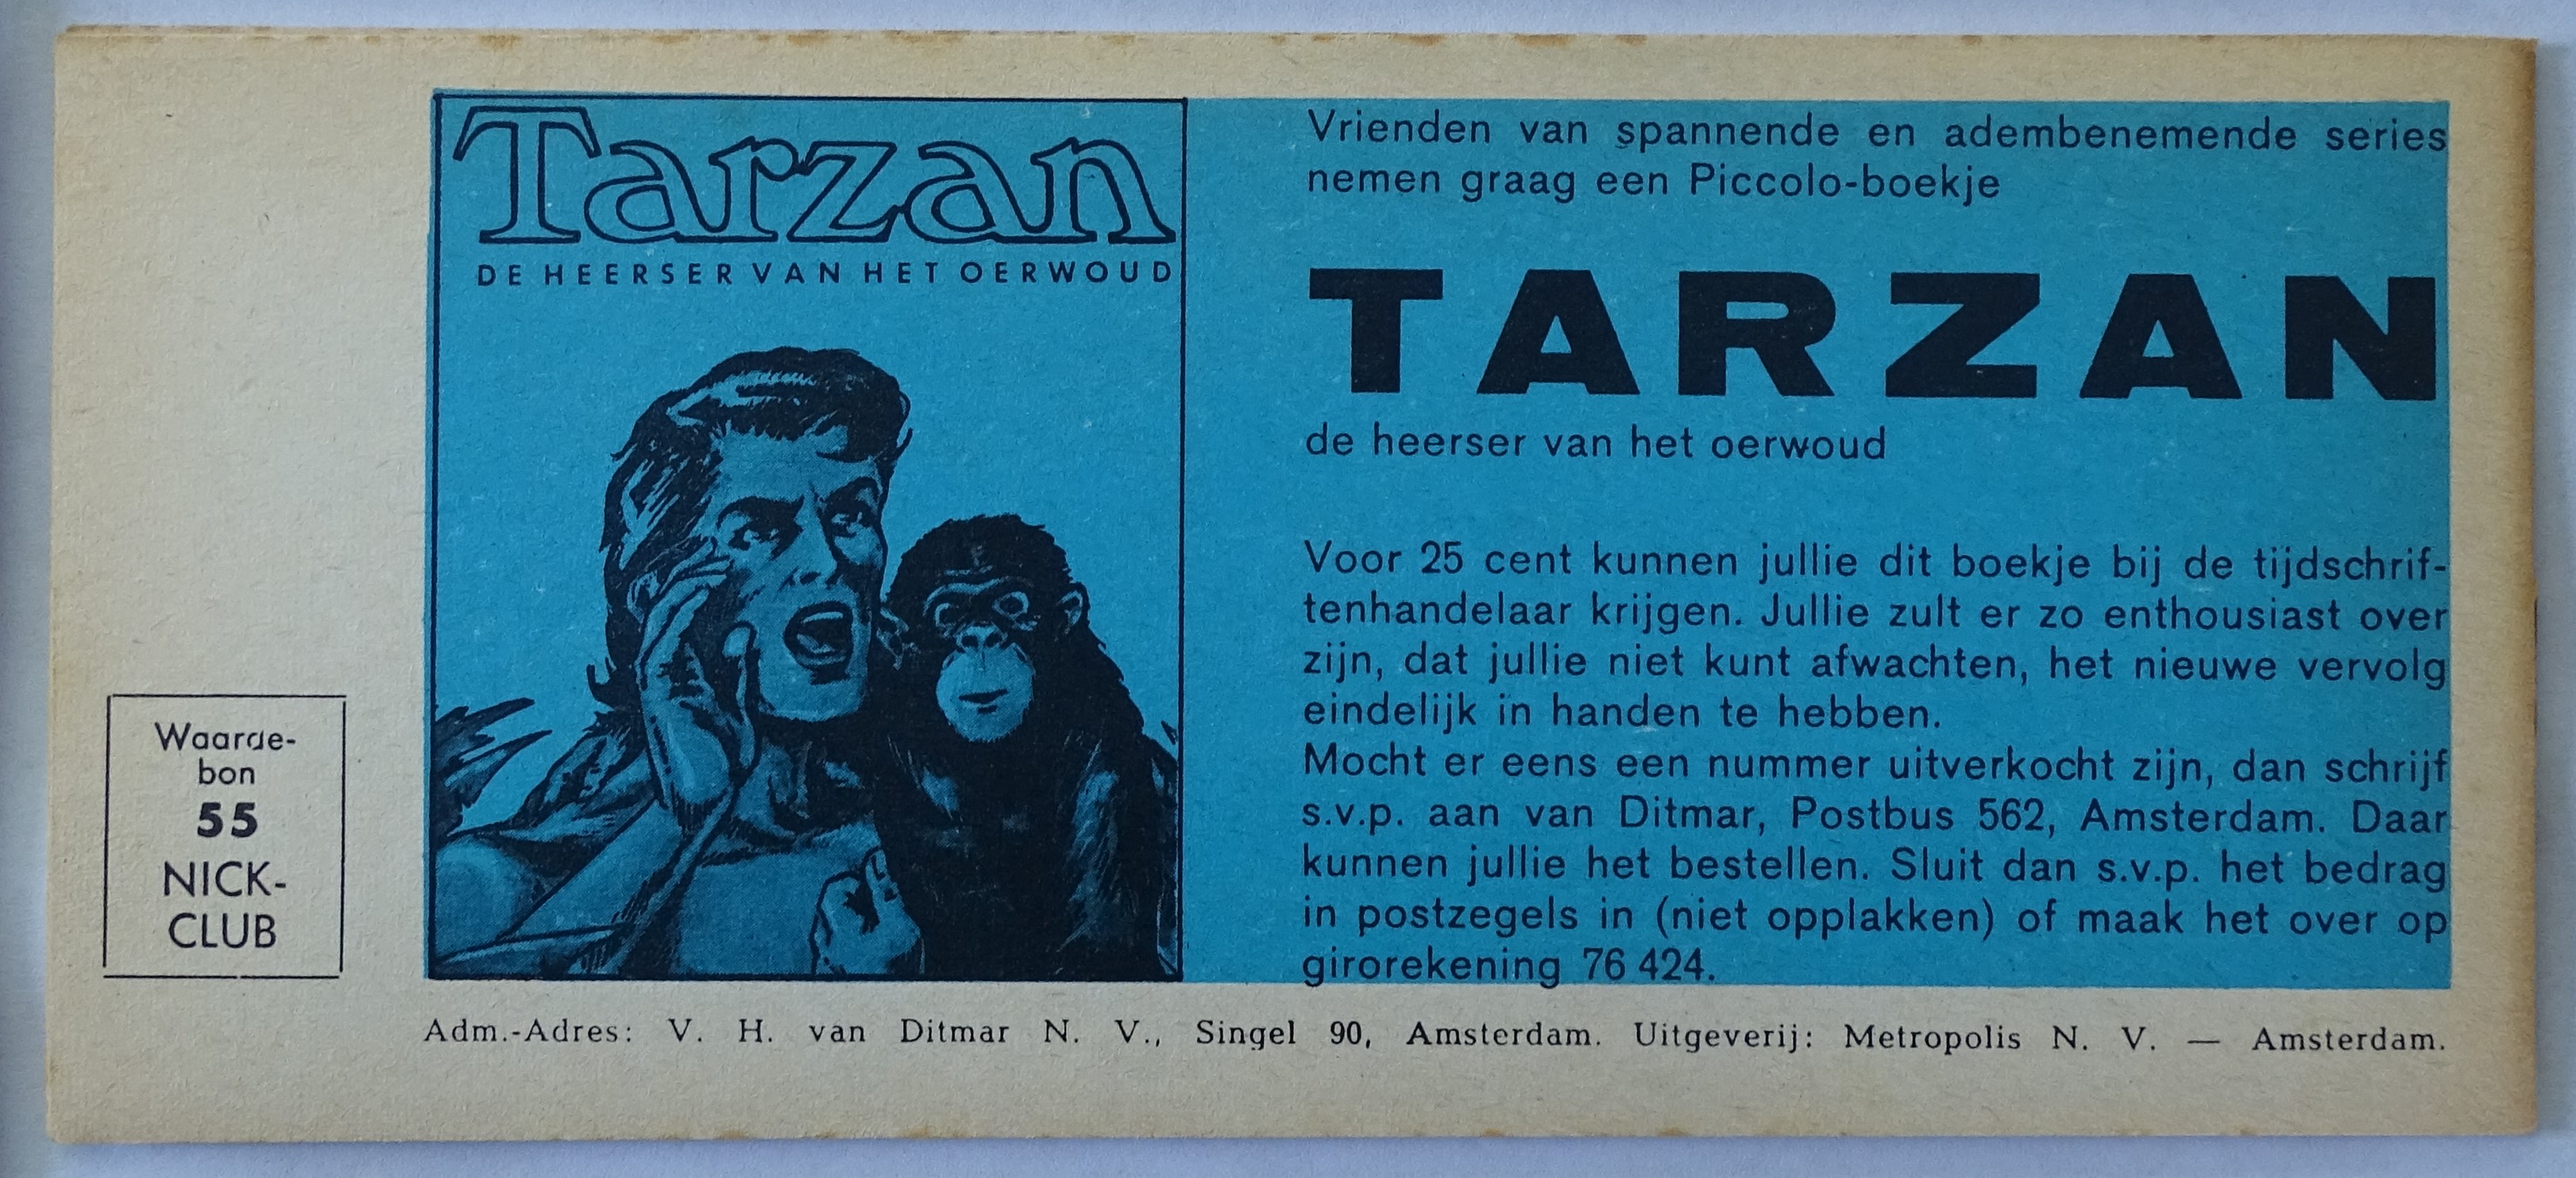 Waarde-
bon
55
NICK-
CLUB
Tarzan
DE HEERSER VAN HET OERWOUD
Vrienden van spannende en adembenemende series
nemen graag een Piccolo-boekje
TARZAN
de heerser van het oerwoud
Voor 25 cent kunnen jullie dit boekje bij de tijdschrif-
tenhandelaar krijgen. Jullie zult er zo enthousiast over
zijn, dat jullie niet kunt afwachten, het nieuwe vervolg
eindelijk in handen te hebben.
Mocht er eens een nummer uitverkocht zijn, dan schrijf
s.v.p. aan van Ditmar, Postbus 562, Amsterdam. Daar
kunnen jullie het bestellen. Sluit dan s.v.p. het bedrag
in postzegels in (niet opplakken) of maak het over op
girorekening 76 424.
Adm.-Adres: V. H. van Ditmar N. V., Singel 90, Amsterdam. Uitgeverij: Metropolis N. V. — Amsterdam.